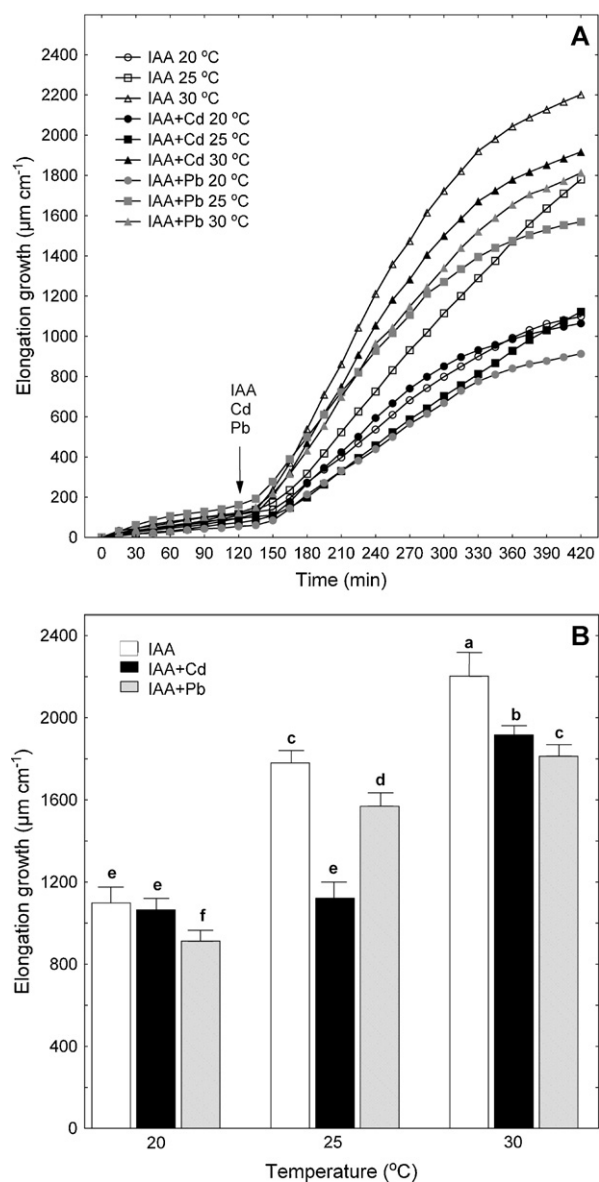 A
2400
2200
2000
1800
1600
1400
1200
1000
800
600
400
200
0
Elongation growth (µm cm⁻¹)
IAA 20 ºC
IAA 25 ºC
IAA 30 ºC
IAA+Cd 20 ºC
IAA+Cd 25 ºC
IAA+Cd 30 ºC
IAA+Pb 20 ºC
IAA+Pb 25 ºC
IAA+Pb 30 ºC
IAA
Cd
Pb
0 30 60 90 120 150 180 210 240 270 300 330 360 390 420
Time (min)
B
2400
2000
1600
1200
800
400
0
Elongation growth (µm cm⁻¹)
IAA
IAA+Cd
IAA+Pb
e e f
c e d
a b c
20 25 30
Temperature (ºC)